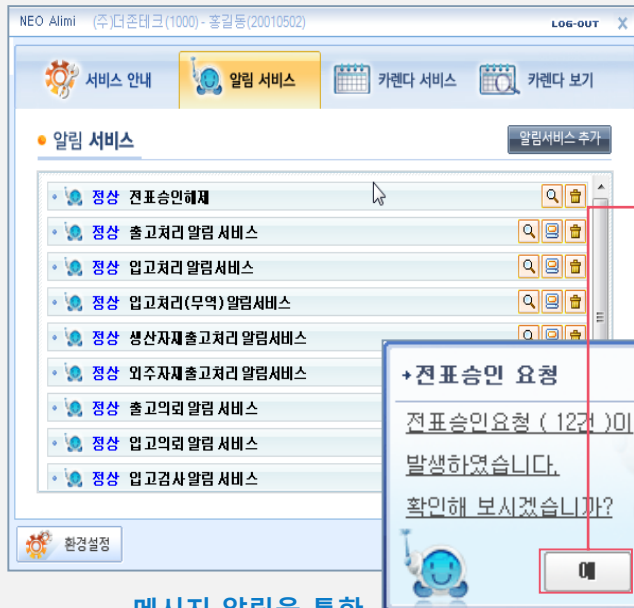 NEO Alimi (주)더존테크(1000) - 홍길동(20010502) LOG-OUT X
서비스 안내 알림 서비스 카렌다 서비스 카렌다 보기
알림 서비스 알림서비스 추가
정상 전표승인해제
정상 출고처리 알림 서비스
정상 입고처리 알림서비스
정상 입고처리(무역) 알림서비스
정상 생산자재출고처리 알림서비스
정상 외주자재출고처리 알림서비스
정상 출고의뢰 알림 서비스
정상 입고의뢰 알림 서비스
정상 입고검사 알림 서비스
전표승인 요청
전표승인요청 ( 12건 )이
발생하였습니다.
확인해 보시겠습니까?
예
환경설정
메시지 알림을 통한